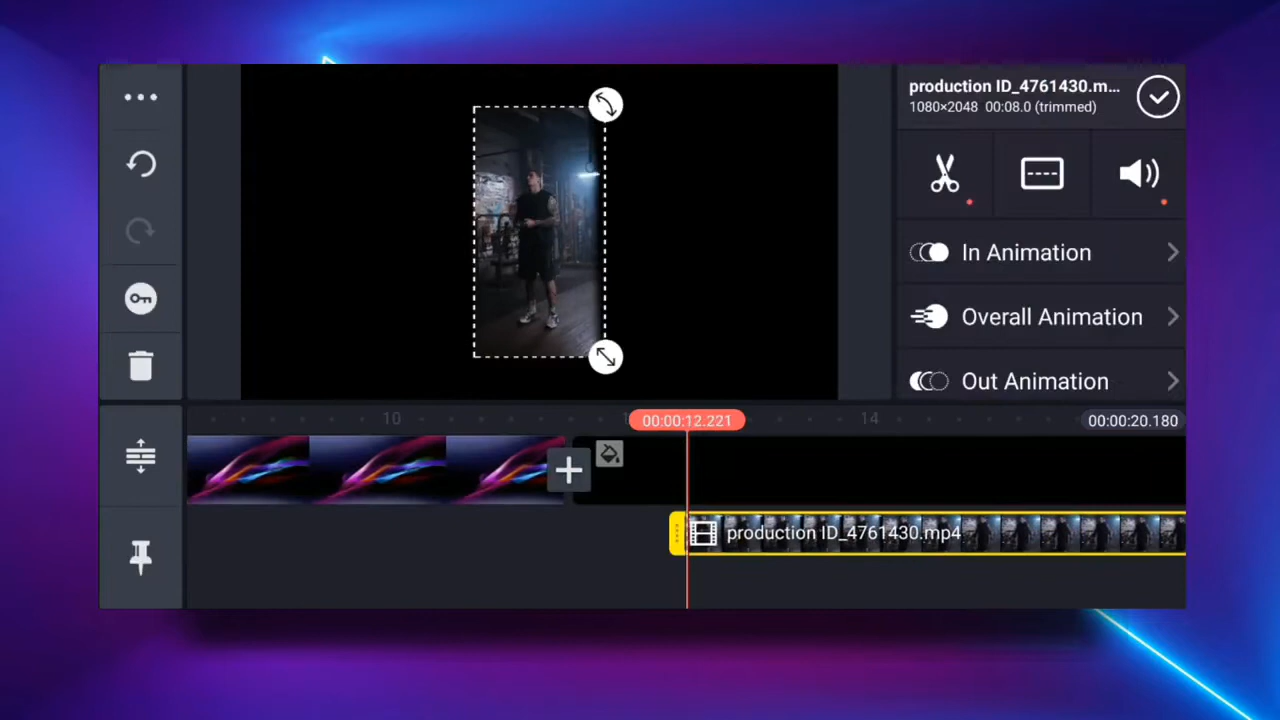 production ID_4761430.m...
1080×2048 00:08.0 (trimmed)
In Animation
Overall Animation
Out Animation
10
00:00:12.221
14
00:00:20.180
production ID_4761430.mp4